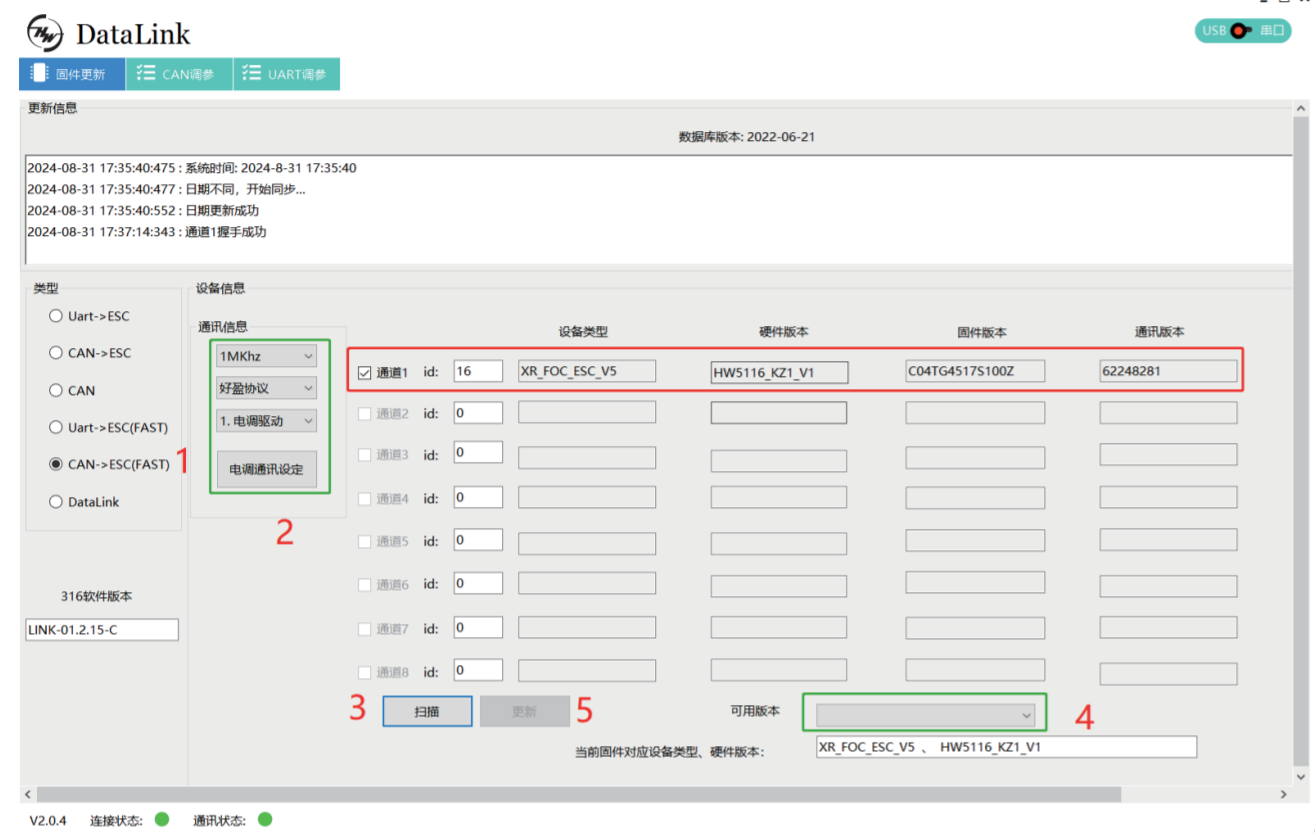 HW DataLink
USB 串口
固件更新 CAN调参 UART调参
更新信息
数据库版本: 2022-06-21
2024-08-31 17:35:40:475 : 系统时间: 2024-8-31 17:35:40
2024-08-31 17:35:40:477 : 日期不同，开始同步...
2024-08-31 17:35:40:552 : 日期更新成功
2024-08-31 17:37:14:343 : 通道1握手成功
类型
Uart->ESC
CAN->ESC
CAN
Uart->ESC(FAST)
CAN->ESC(FAST) 1
DataLink
316软件版本
LINK-01.2.15-C
设备信息
通讯信息
1MKhz
好盈协议
1. 电调驱动
电调通讯设定
2
设备类型 硬件版本 固件版本 通讯版本
通道1 id: 16 XR_FOC_ESC_V5 HW5116_KZ1_V1 C04TG4517S100Z 62248281
通道2 id: 0
通道3 id: 0
通道4 id: 0
通道5 id: 0
通道6 id: 0
通道7 id: 0
通道8 id: 0
3 扫描 更新 5 可用版本 4
当前固件对应设备类型、硬件版本: XR_FOC_ESC_V5 、 HW5116_KZ1_V1
V2.0.4 连接状态: 通讯状态: